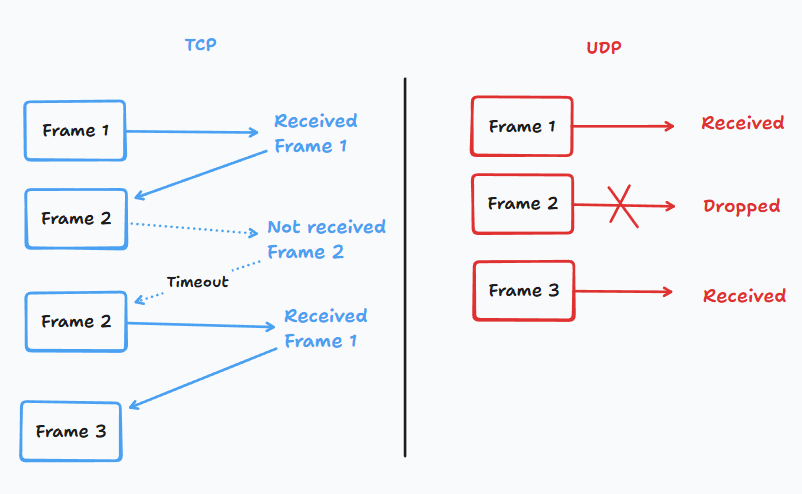 TCP
Frame 1
Received
Frame 1
Frame 2
Not received
Frame 2
Timeout
Frame 2
Received
Frame 1
Frame 3
UDP
Frame 1
Received
Frame 2
Dropped
Frame 3
Received